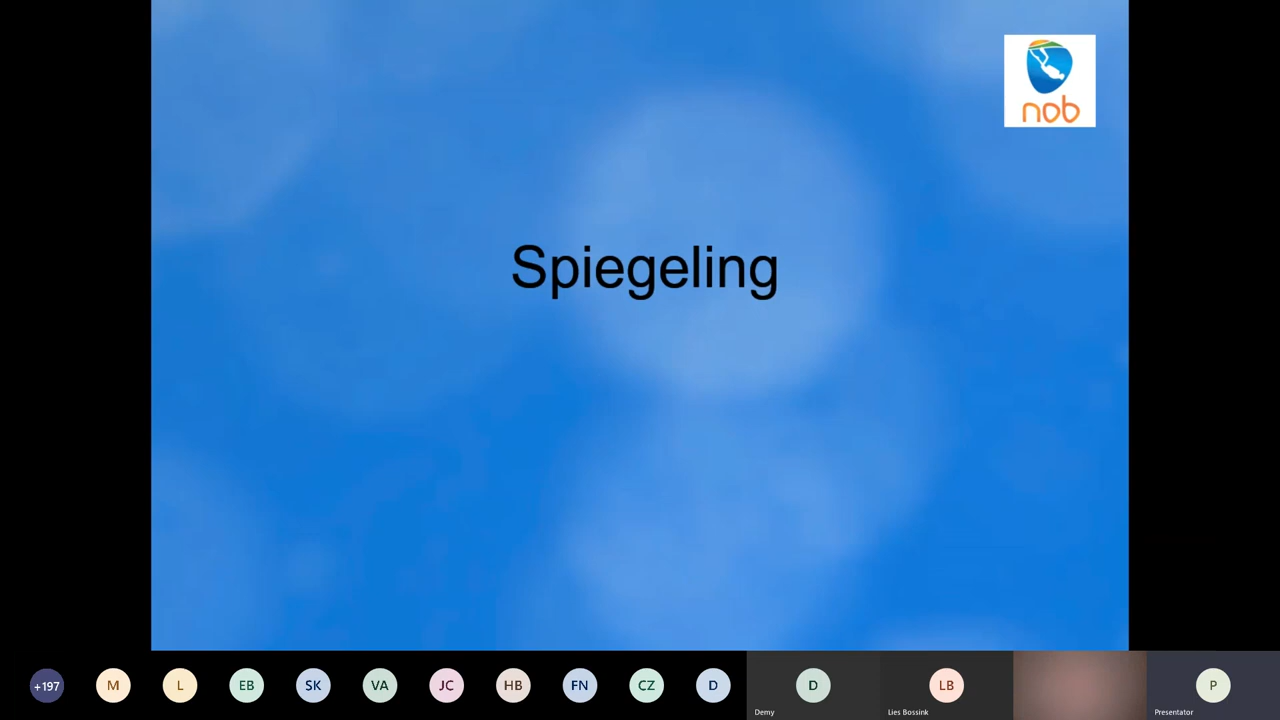 nob
Spiegeling
+197
M
L
EB
SK
VA
JC
HB
FN
CZ
D
D
LB
P
Demy
Lies Bossink
Presentator